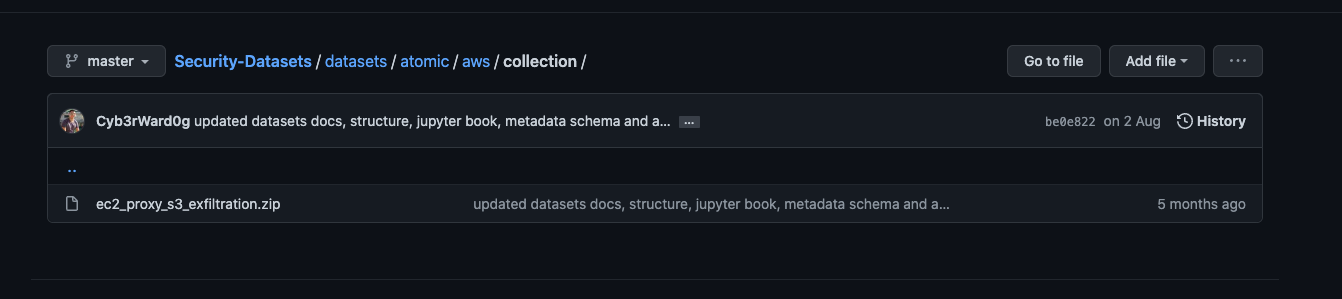 master Security-Datasets / datasets / atomic / aws / collection / Go to file Add file ...
Cyb3rWard0g updated datasets docs, structure, jupyter book, metadata schema and a... ... be0e822 on 2 Aug History
..
ec2_proxy_s3_exfiltration.zip updated datasets docs, structure, jupyter book, metadata schema and a... 5 months ago